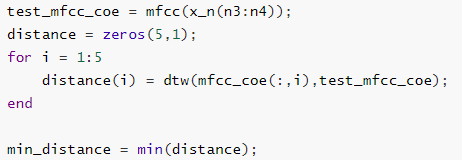 test_mfcc_coe = mfcc(x_n(n3:n4));
distance = zeros(5,1);
for i = 1:5
    distance(i) = dtw(mfcc_coe(:,i),test_mfcc_coe);
end
min_distance = min(distance);